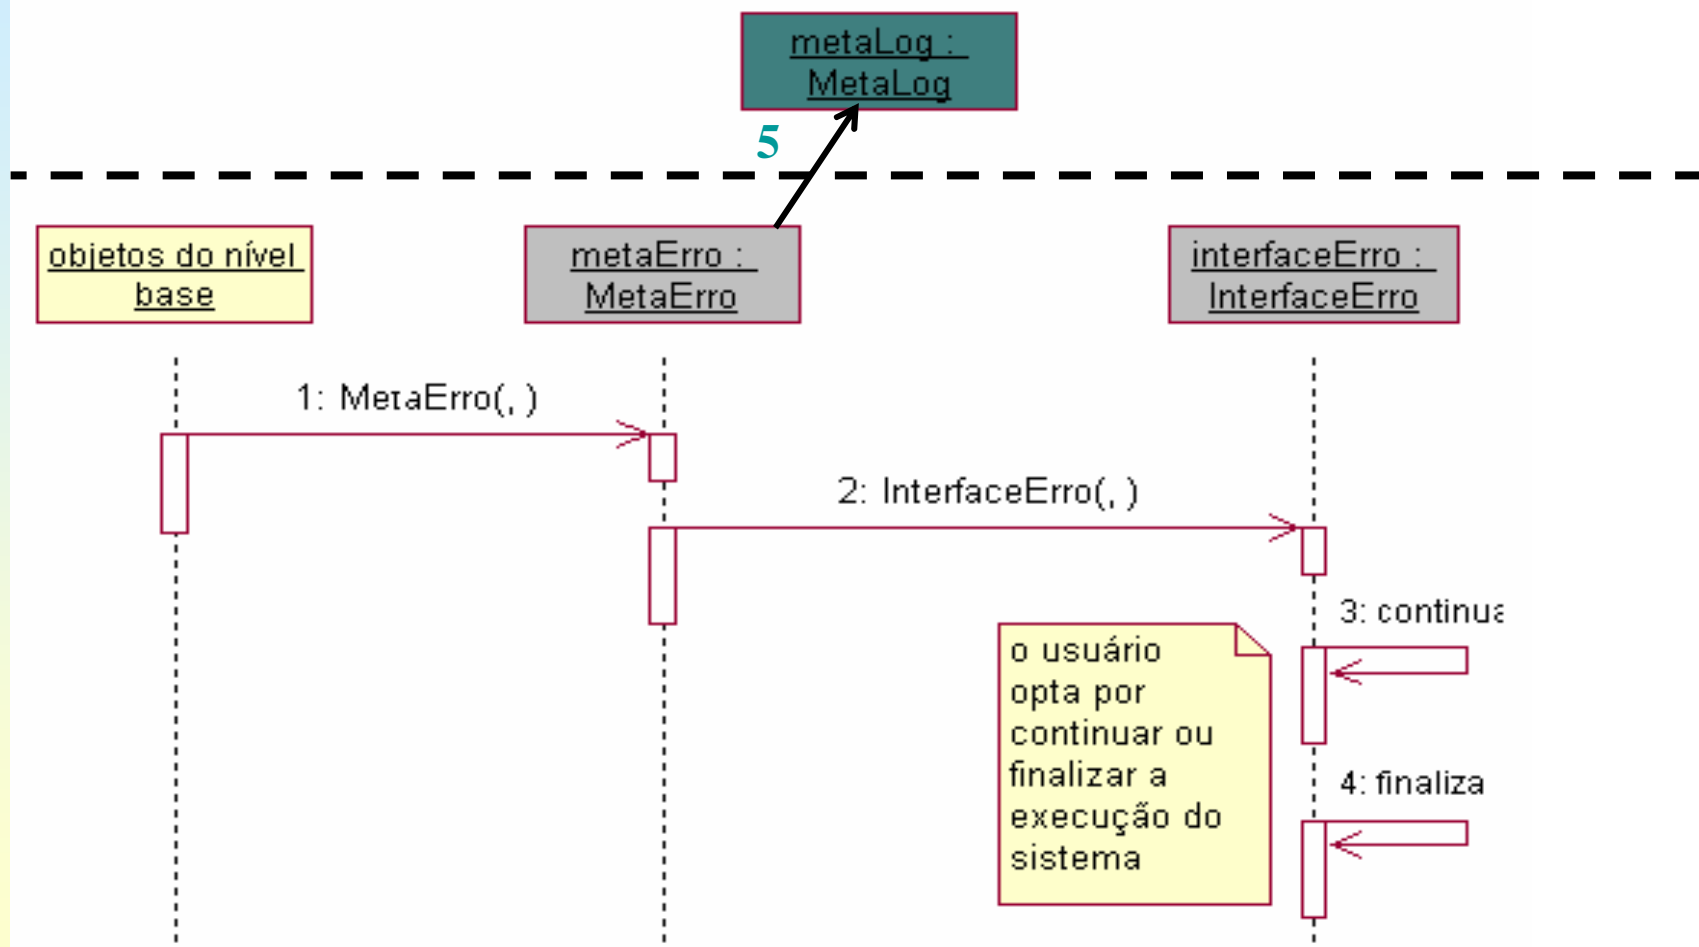 metaLog :
MetaLog
5
objetos do nível
base
metaErro :
MetaErro
interfaceErro :
InterfaceErro
1: MetaErro(, )
2: InterfaceErro(, )
3: continua
o usuário
opta por
continuar ou
finalizar a
execução do
sistema
4: finaliza